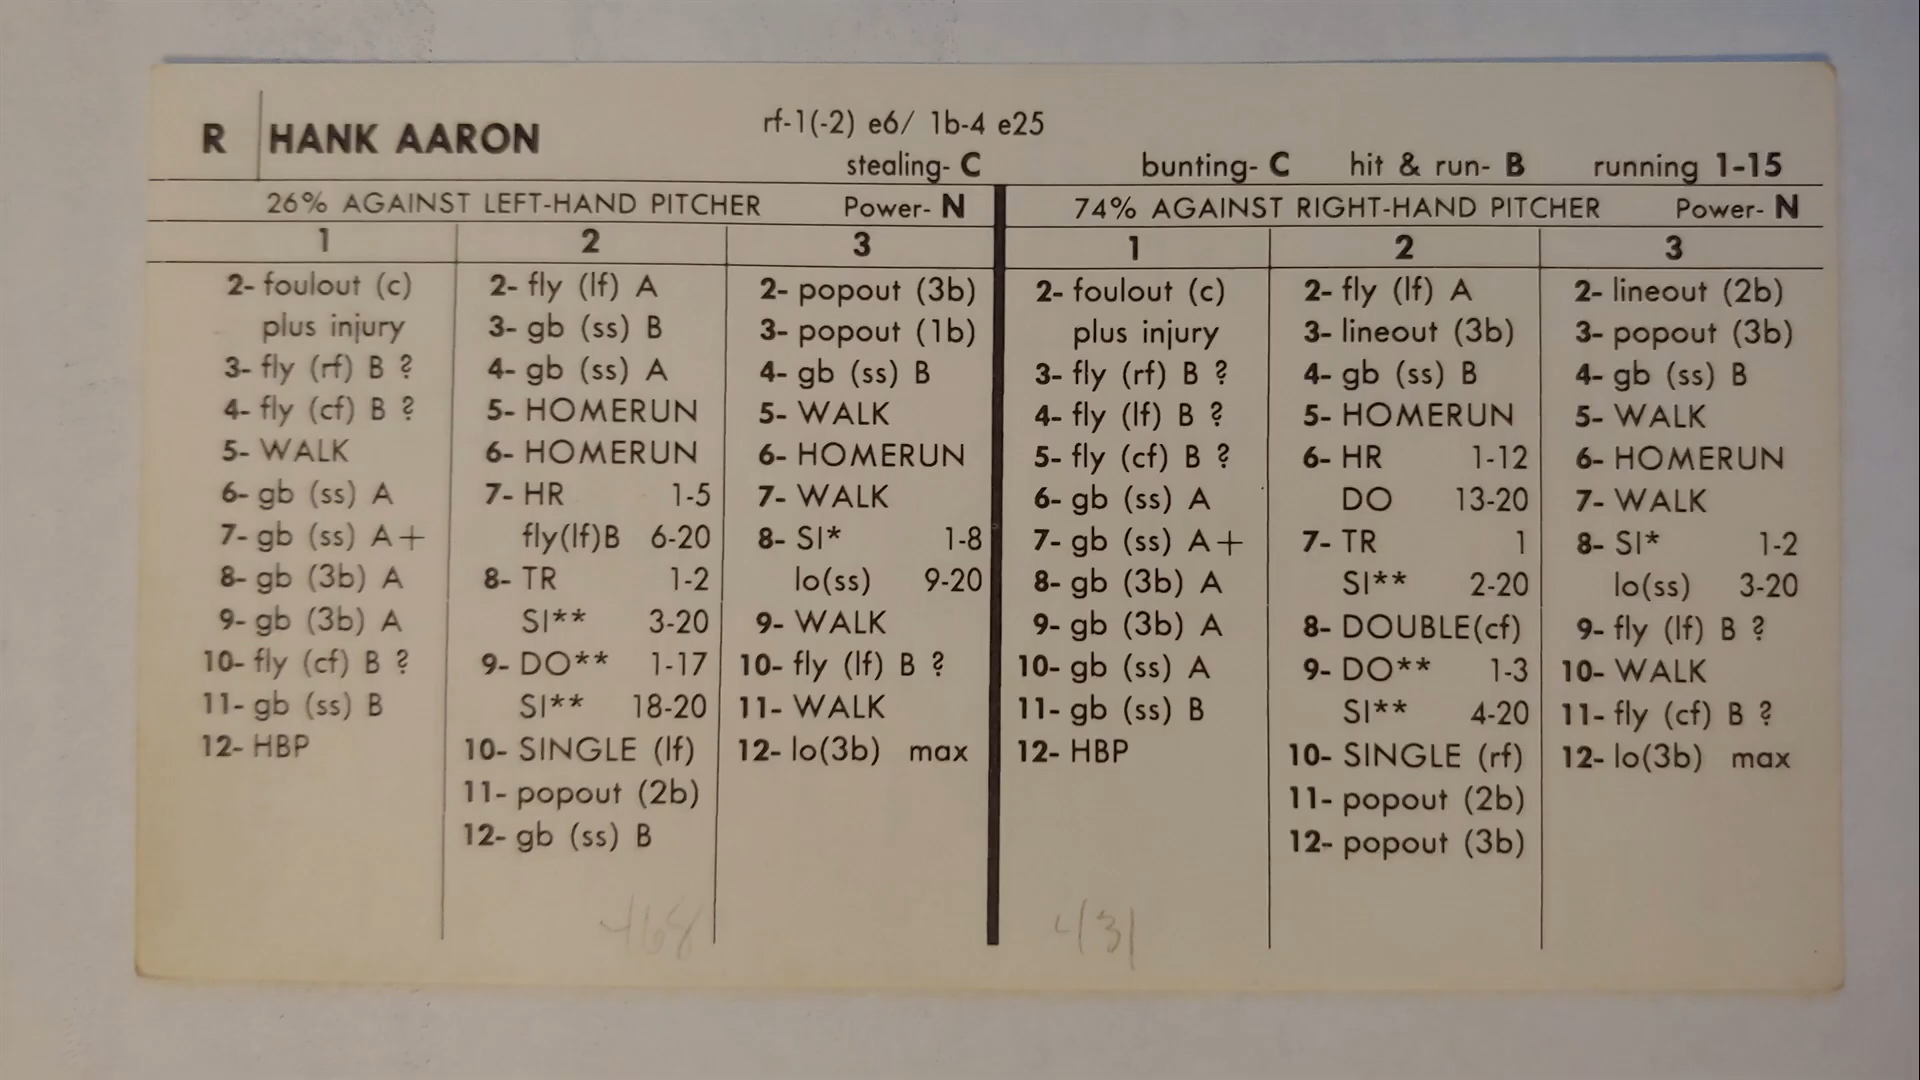 R HANK AARON rf-1(-2) e6/ 1b-4 e25
stealing- C bunting- C hit & run- B running 1-15
26% AGAINST LEFT-HAND PITCHER Power- N
1
2- foulout (c)
plus injury
3- fly (rf) B ?
4- fly (cf) B ?
5- WALK
6- gb (ss) A
7- gb (ss) A+
8- gb (3b) A
9- gb (3b) A
10- fly (cf) B ?
11- gb (ss) B
12- HBP
2
2- fly (lf) A
3- gb (ss) B
4- gb (ss) A
5- HOMERUN
6- HOMERUN
7- HR 1-5
fly(lf)B 6-20
8- TR 1-2
SI** 3-20
9- DO** 1-17
SI** 18-20
10- SINGLE (lf)
11- popout (2b)
12- gb (ss) B
468
3
2- popout (3b)
3- popout (1b)
4- gb (ss) B
5- WALK
6- HOMERUN
7- WALK
8- SI* 1-8
lo(ss) 9-20
9- WALK
10- fly (lf) B ?
11- WALK
12- lo(3b) max
74% AGAINST RIGHT-HAND PITCHER Power- N
1
2- foulout (c)
plus injury
3- fly (rf) B ?
4- fly (lf) B ?
5- fly (cf) B ?
6- gb (ss) A
7- gb (ss) A+
8- gb (3b) A
9- gb (3b) A
10- gb (ss) A
11- gb (ss) B
12- HBP
431
2
2- fly (lf) A
3- lineout (3b)
4- gb (ss) B
5- HOMERUN
6- HR 1-12
DO 13-20
7- TR 1
SI** 2-20
8- DOUBLE(cf)
9- DO** 1-3
SI** 4-20
10- SINGLE (rf)
11- popout (2b)
12- popout (3b)
3
2- lineout (2b)
3- popout (3b)
4- gb (ss) B
5- WALK
6- HOMERUN
7- WALK
8- SI* 1-2
lo(ss) 3-20
9- fly (lf) B ?
10- WALK
11- fly (cf) B ?
12- lo(3b) max